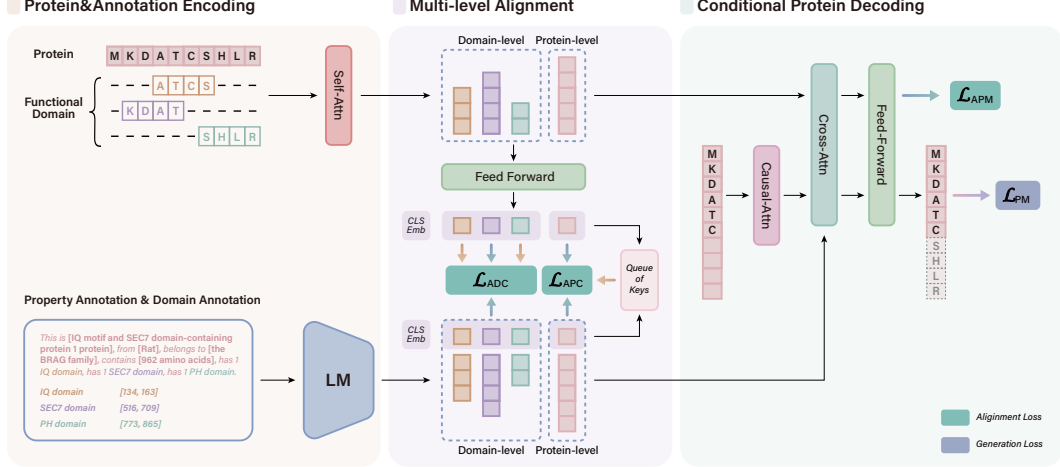 Protein&Annotation Encoding
Multi-level Alignment
Conditional Protein Decoding
Protein
M K D A T C S H L R
Functional
Domain
A T C S
K D A T
S H L R
Self-Attn
Property Annotation & Domain Annotation
This is [IQ motif and SEC7 domain-containing
protein 1 protein], from [Rat], belongs to [the
BRAG family], contains [962 amino acids], has 1
IQ domain, has 1 SEC7 domain, has 1 PH domain.
IQ domain [134, 163]
SEC7 domain [516, 709]
PH domain [773, 865]
LM
Domain-level Protein-level
Feed Forward
CLS
Emb
ℒADC
ℒAPC
Queue
of
Keys
CLS
Emb
Domain-level Protein-level
M
K
D
A
T
C
Causal-Attn
Cross-Attn
Feed-Forward
ℒAPM
M
K
D
A
T
C
S
H
L
R
ℒPM
Aliginment Loss
Generation Loss